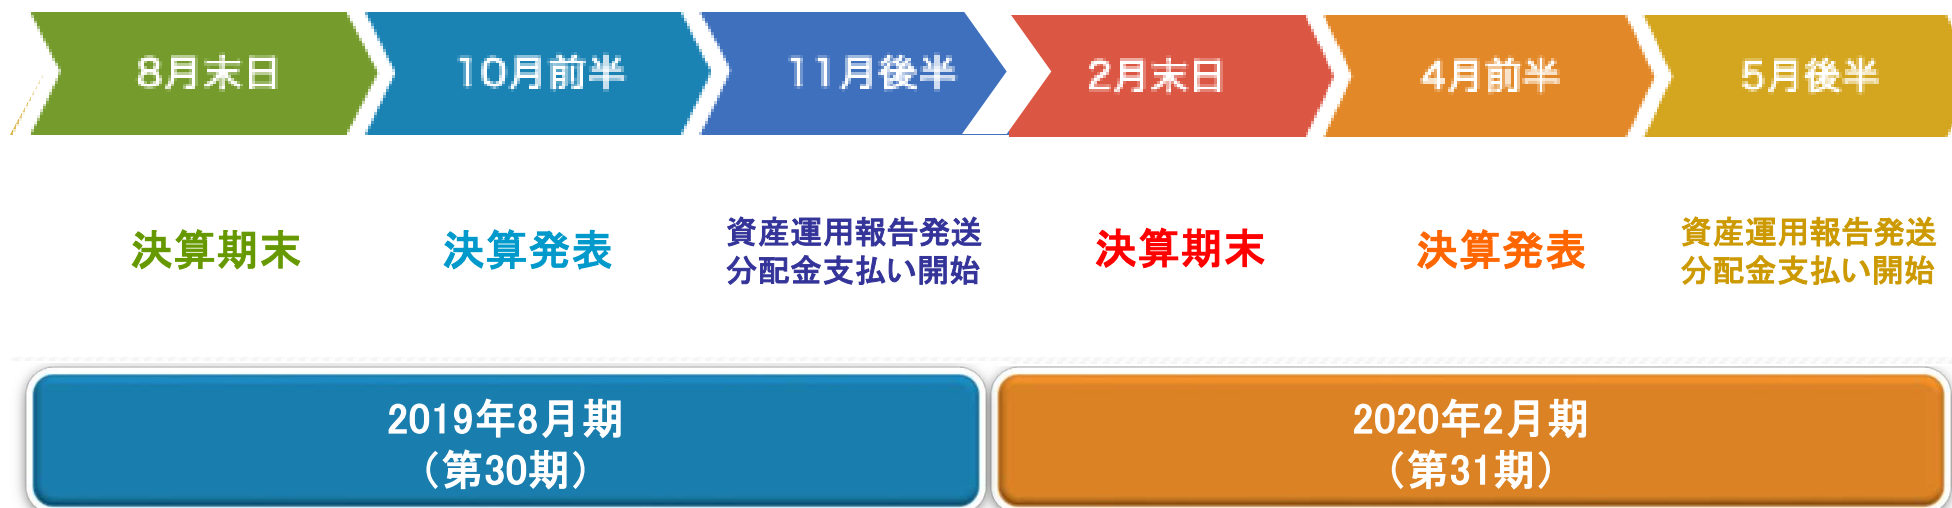 8月末日
10月前半
11月後半
2月末日
4月前半
5月後半
決算期末
決算発表
資産運用報告発送
分配金支払い開始
決算期末
決算発表
資産運用報告発送
分配金支払い開始
2019年8月期
（第30期）
2020年2月期
（第31期）